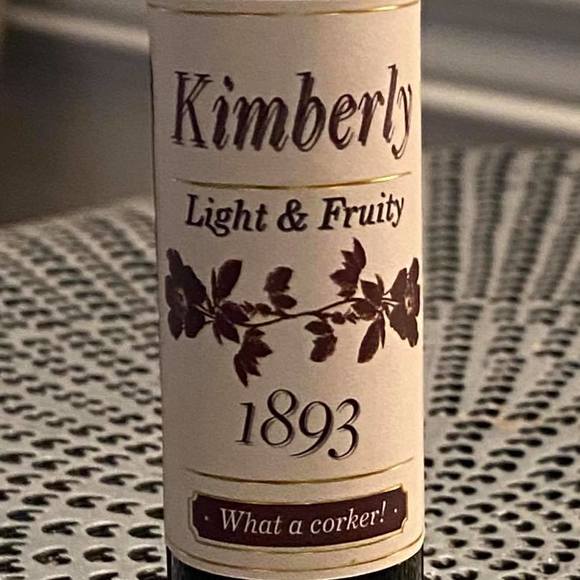 Kimberly
Light & Fruity
1893
· What a corker! ·